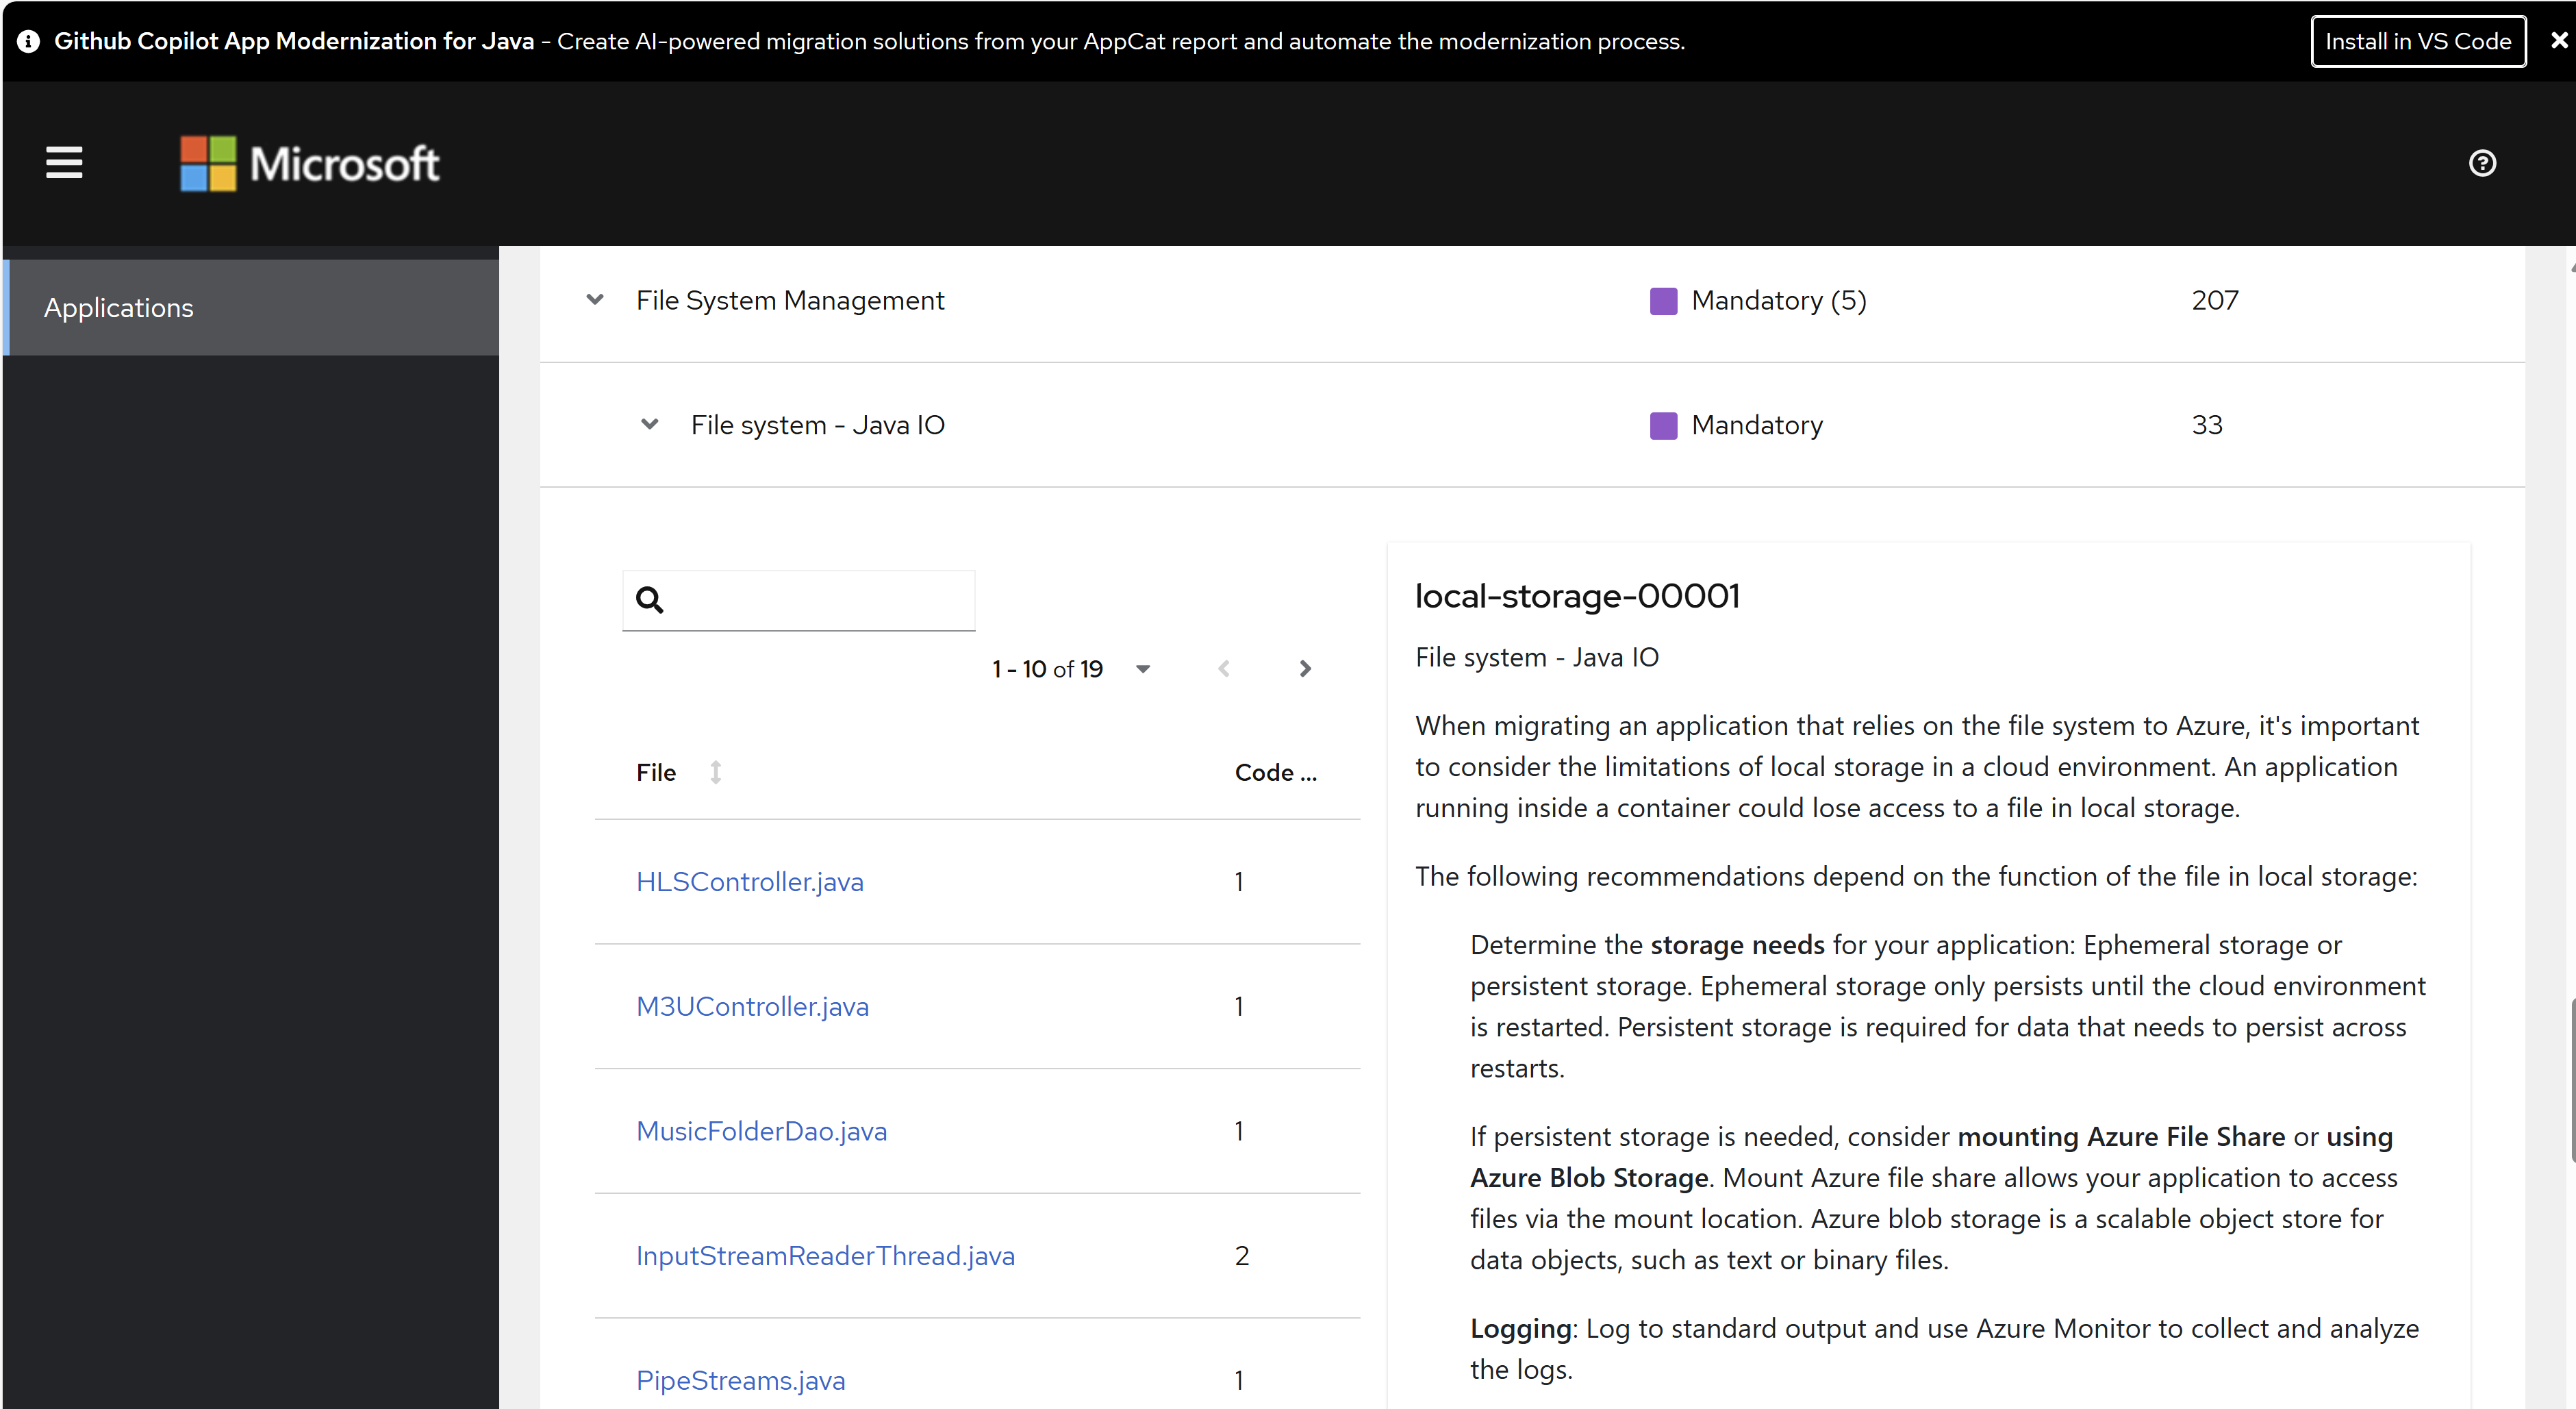 Github Copilot App Modernization for Java - Create AI-powered migration solutions from your AppCat report and automate the modernization process.
Install in VS Code
Microsoft
Applications
File System Management Mandatory (5) 207
File system - Java IO Mandatory 33
1 - 10 of 19
File Code ...
HLSController.java 1
M3UController.java 1
MusicFolderDao.java 1
InputStreamReaderThread.java 2
PipeStreams.java 1
local-storage-00001
File system - Java IO
When migrating an application that relies on the file system to Azure, it's important
to consider the limitations of local storage in a cloud environment. An application
running inside a container could lose access to a file in local storage.
The following recommendations depend on the function of the file in local storage:
Determine the storage needs for your application: Ephemeral storage or
persistent storage. Ephemeral storage only persists until the cloud environment
is restarted. Persistent storage is required for data that needs to persist across
restarts.
If persistent storage is needed, consider mounting Azure File Share or using
Azure Blob Storage. Mount Azure file share allows your application to access
files via the mount location. Azure blob storage is a scalable object store for
data objects, such as text or binary files.
Logging: Log to standard output and use Azure Monitor to collect and analyze
the logs.